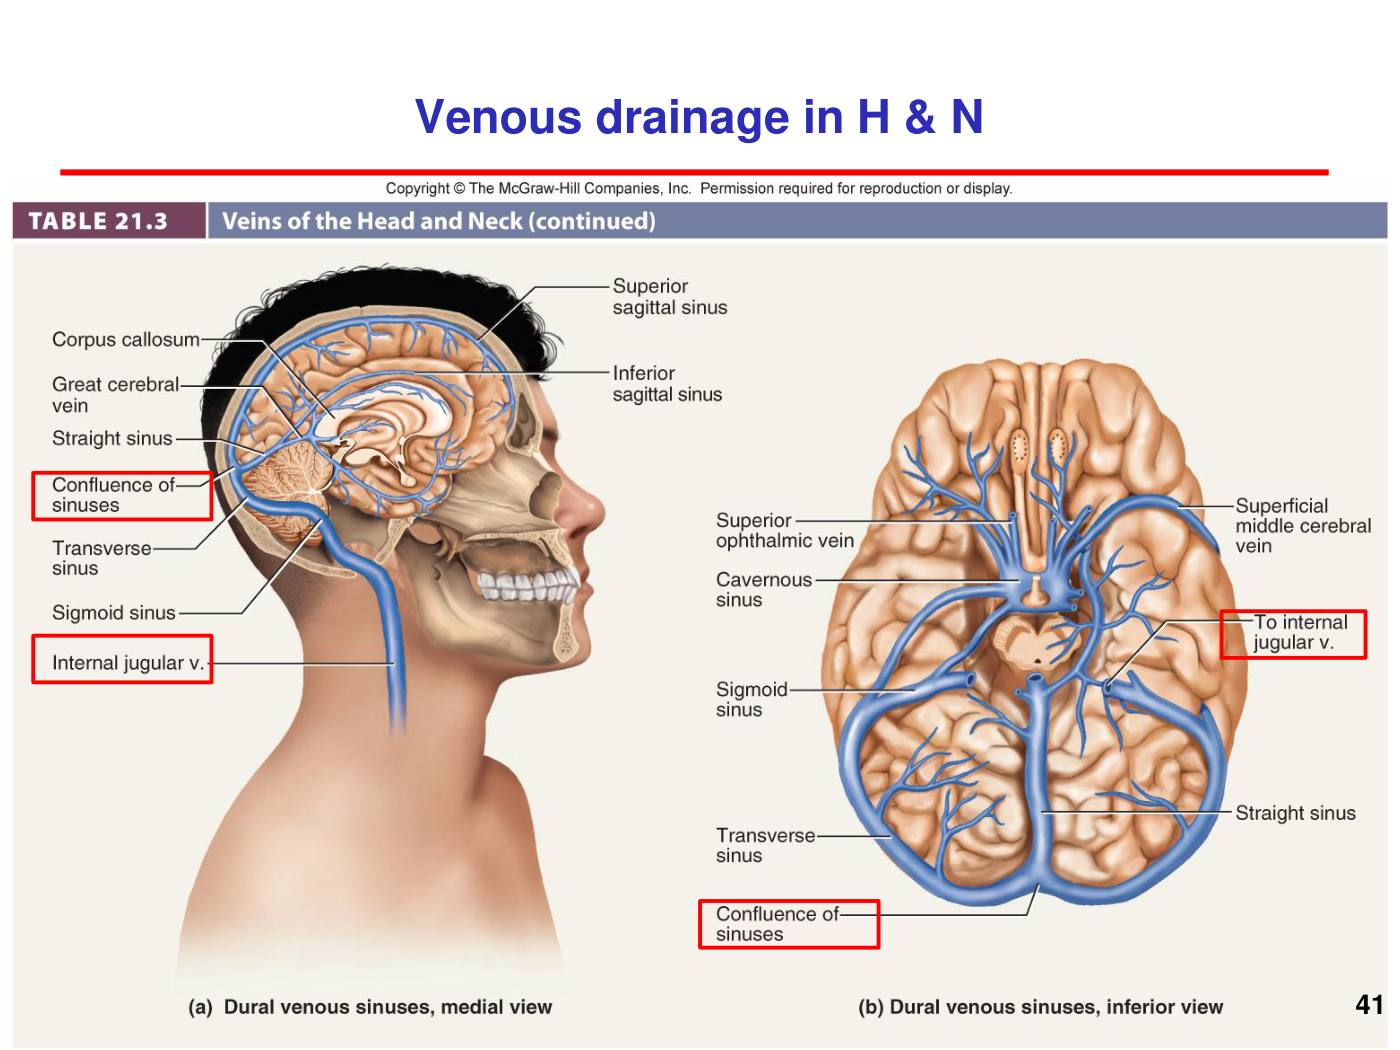 Venous drainage in H & N
Copyright © The McGraw-Hill Companies, Inc. Permission required for reproduction or display.
TABLE 21.3 Veins of the Head and Neck (continued)
Superior
sagittal sinus
Corpus callosum
Inferior
sagittal sinus
Great cerebral
vein
Straight sinus
Confluence of
sinuses
Transverse
sinus
Sigmoid sinus
Internal jugular v.
(a) Dural venous sinuses, medial view
Superior
ophthalmic vein
Cavernous
sinus
Sigmoid
sinus
Transverse
sinus
Confluence of
sinuses
Superficial
middle cerebral
vein
To internal
jugular v.
Straight sinus
(b) Dural venous sinuses, inferior view
41